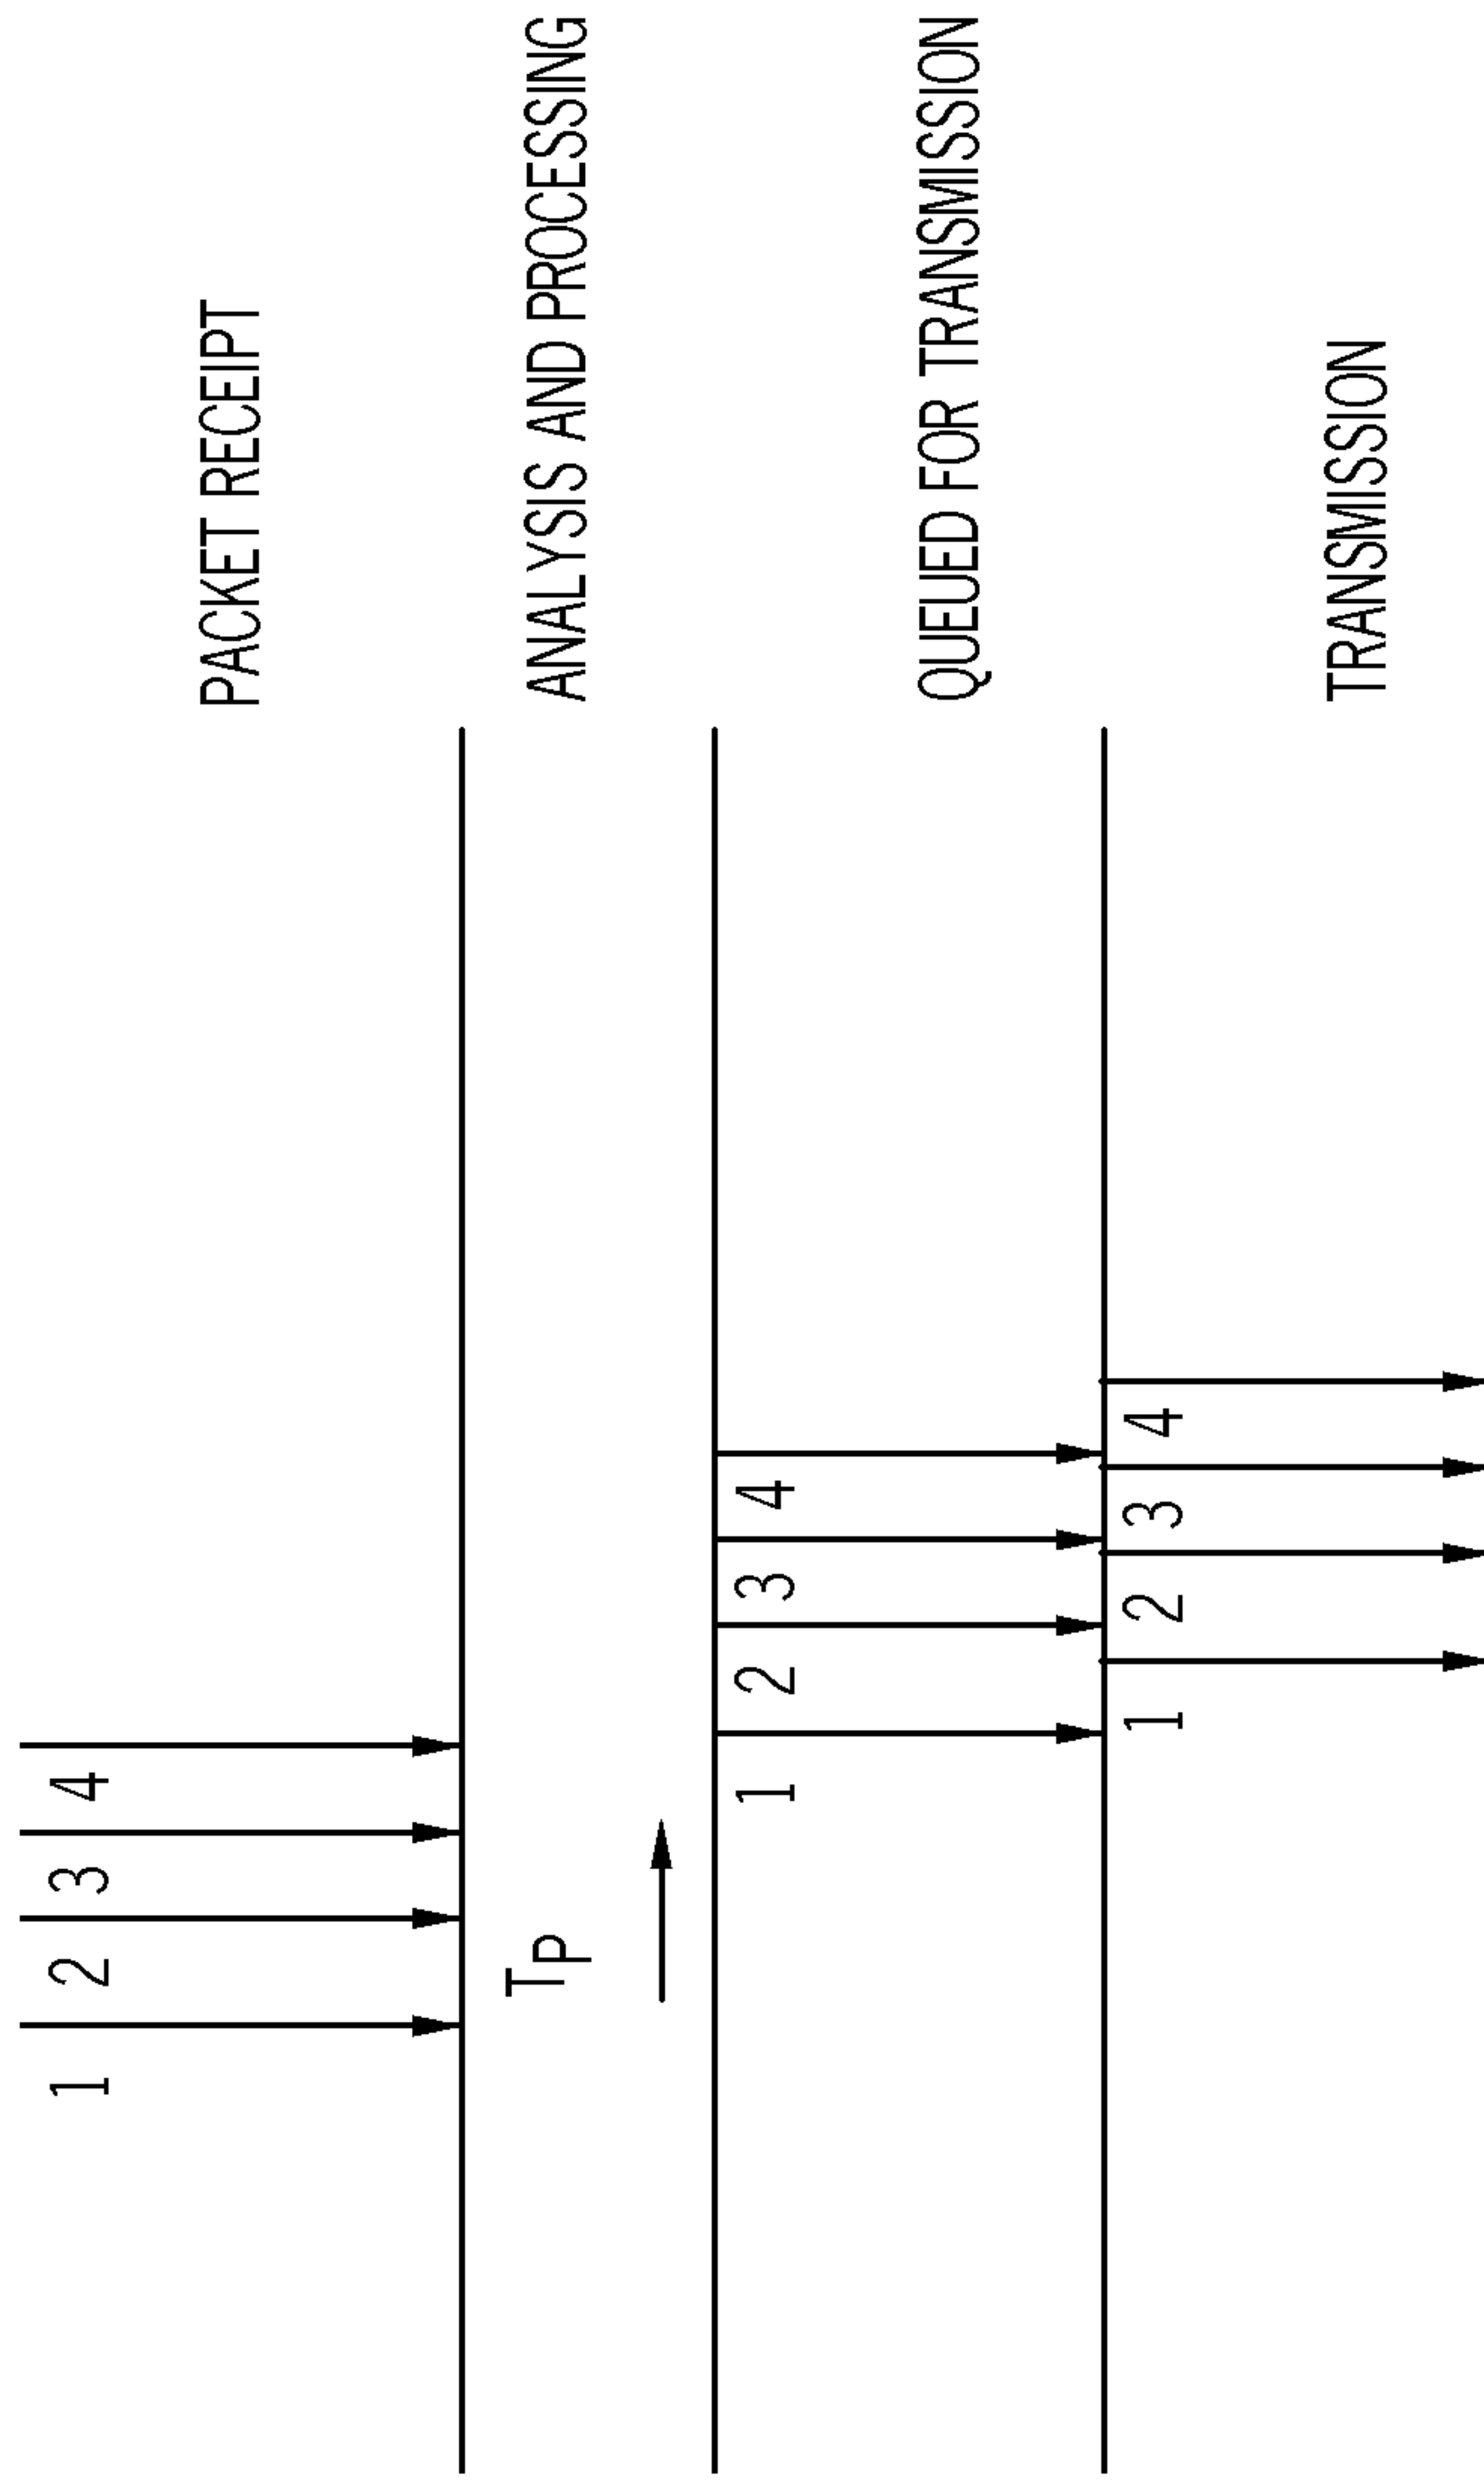 1 2 3 4
PACKET RECEIPT
TP
ANALYSIS AND PROCESSING
1 2 3 4
QUEUED FOR TRANSMISSION
1 2 3 4
TRANSMISSION